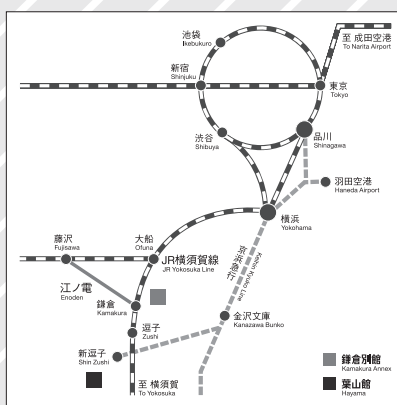 池袋
Ikebukuro
至 成田空港
To Narita Airport
新宿
Shinjuku
東京
Tokyo
渋谷
Shibuya
品川
Shinagawa
羽田空港
Haneda Airport
横浜
Yokohama
藤沢
Fujisawa
大船
Ofuna
JR横須賀線
JR Yokosuka Line
京浜急行
Keihin Kyuko Line
江ノ電
Enoden
鎌倉
Kamakura
金沢文庫
Kanazawa Bunko
逗子
Zushi
新逗子
Shin Zushi
至 横須賀
To Yokosuka
鎌倉別館
Kamakura Annex
葉山館
Hayama